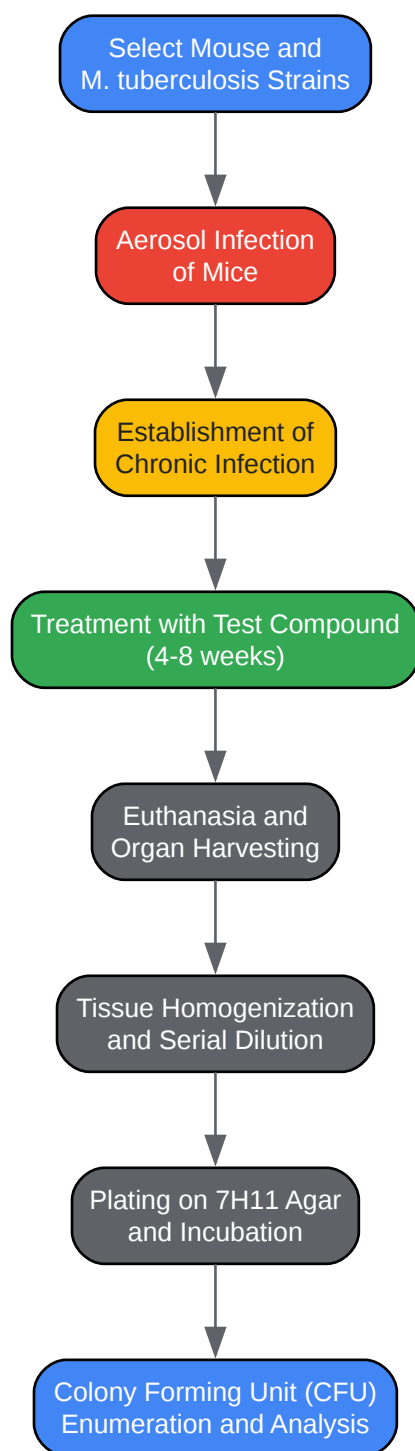 Select Mouse and
M. tuberculosis Strains
Aerosol Infection
of Mice
Establishment of
Chronic Infection
Treatment with Test Compound
(4-8 weeks)
Euthanasia and
Organ Harvesting
Tissue Homogenization
and Serial Dilution
Plating on 7H11 Agar
and Incubation
Colony Forming Unit (CFU)
Enumeration and Analysis